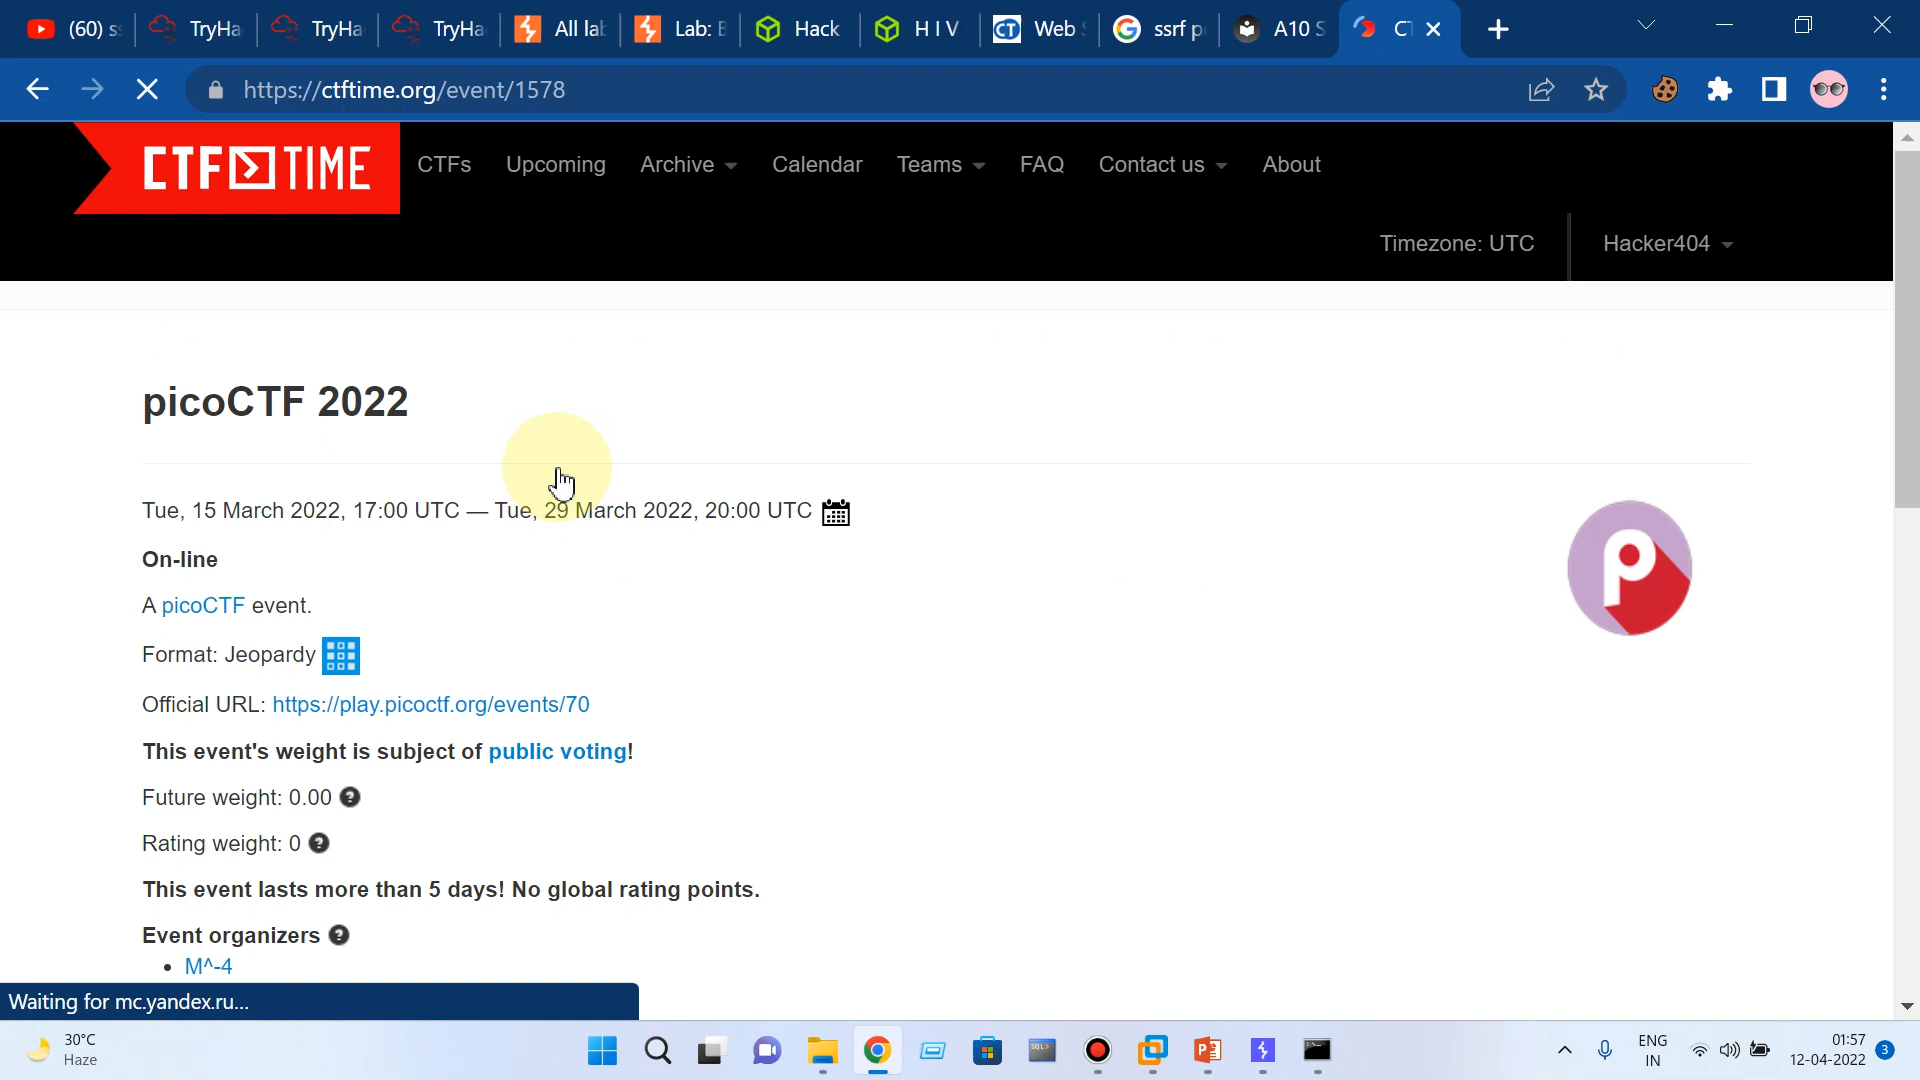 (60) s
TryHa
TryHa
TryHa
All lab
Lab: B
Hack
H I V
Web
ssrf p
A10 S
https://ctftime.org/event/1578
CTF TIME
CTFs
Upcoming
Archive
Calendar
Teams
FAQ
Contact us
About
Timezone: UTC
Hacker404
picoCTF 2022
Tue, 15 March 2022, 17:00 UTC — Tue, 29 March 2022, 20:00 UTC
On-line
A picoCTF event.
Format: Jeopardy
Official URL: https://play.picoctf.org/events/70
This event's weight is subject of public voting!
Future weight: 0.00
Rating weight: 0
This event lasts more than 5 days! No global rating points.
Event organizers
• M^-4
Waiting for mc.yandex.ru...
30°C
Haze
SQL>
ENG
IN
01:57
12-04-2022
3